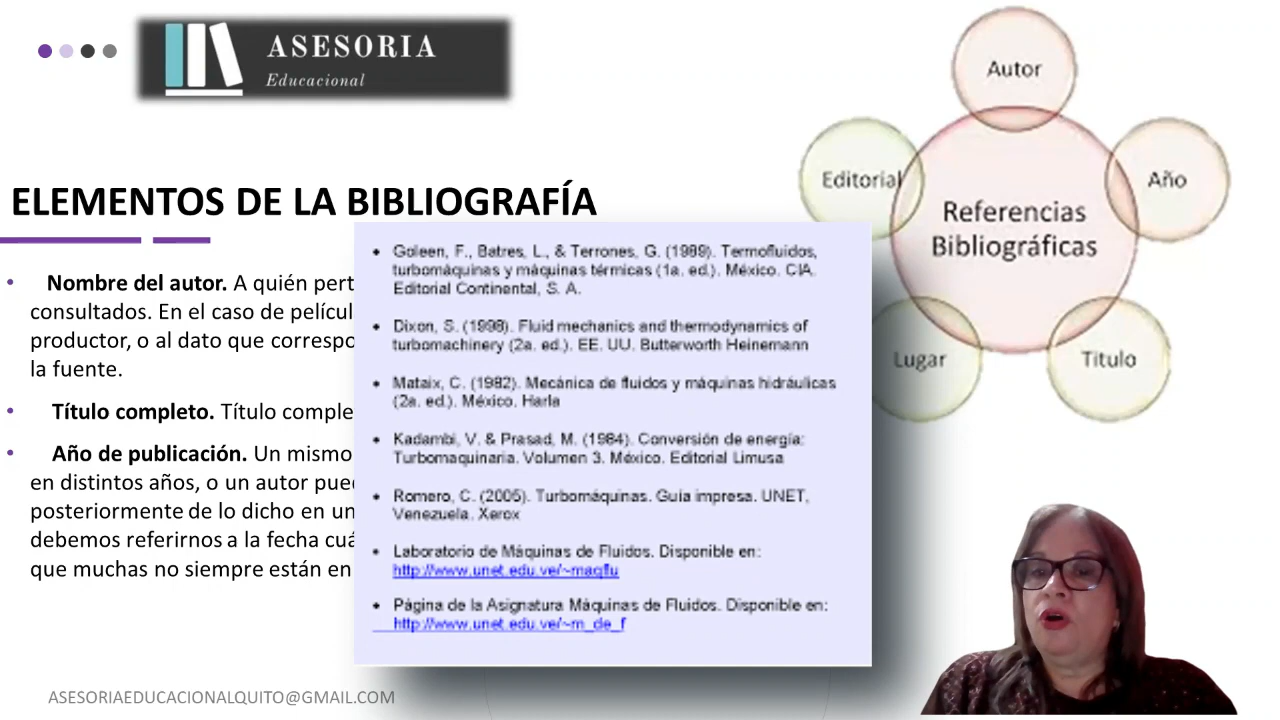 ASESORIA
Educacional
ELEMENTOS DE LA BIBLIOGRAFÍA
• Nombre del autor. A quién pert
consultados. En el caso de películ
productor, o al dato que correspo
la fuente.
• Título completo. Título comple
• Año de publicación. Un mismo
en distintos años, o un autor pue
posteriormente de lo dicho en un
debemos referirnos a la fecha cuá
que muchas no siempre están en
• Goleen, F., Batres, L., & Terrones, G. (1989). Termofluidos,
turbomáquinas y máquinas térmicas (1a. ed.). México. CIA.
Editorial Continental, S. A.
• Dixon, S. (1998). Fluid mechanics and thermodynamics of
turbomachinery (2a. ed.). EE. UU. Butterworth Heinemann
• Mataix, C. (1982). Mecánica de fluidos y máquinas hidráulicas
(2a. ed.). México. Harla
• Kadambi, V. & Prasad, M. (1984). Conversión de energía:
Turbomaquinaria. Volumen 3. México. Editorial Limusa
• Romero, C. (2005). Turbomáquinas. Guía impresa. UNET,
Venezuela. Xerox
• Laboratorio de Máquinas de Fluidos. Disponible en:
http://www.unet.edu.ve/~maqflu
• Página de la Asignatura Máquinas de Fluidos. Disponible en:
http://www.unet.edu.ve/~m_de_f
Autor
Editorial
Año
Referencias
Bibliográficas
Lugar
Titulo
ASESORIAEDUCACIONALQUITO@GMAIL.COM